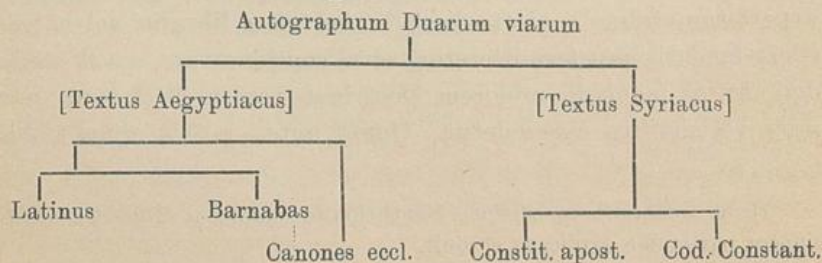 Autographum Duarum viarum
[Textus Aegyptiacus] [Textus Syriacus]
Latinus Barnabas
Canones eccl. Constit. apost. Cod. Constant.